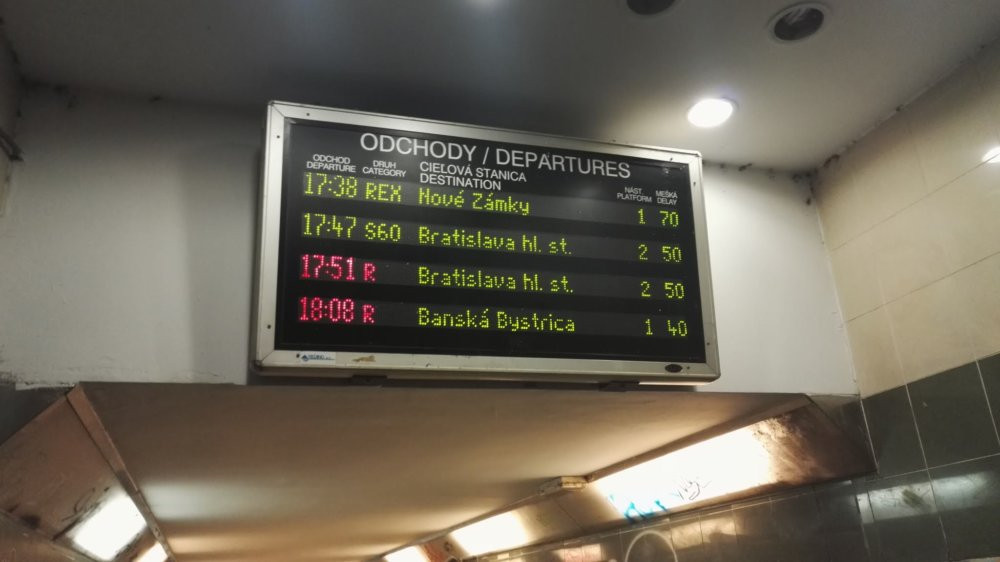 ODCHODY / DEPARTURES
ODCHOD DRUH CIELOVÁ STANICA NÁST. MEŠKÁ
DEPARTURE CATEGORY DESTINATION PLATFORM DELAY
17:38 REX Nové Zámky 1 70
17:47 S60 Bratislava hl. st. 2 50
17:51 R Bratislava hl. st. 2 50
18:08 R Banská Bystrica 1 40